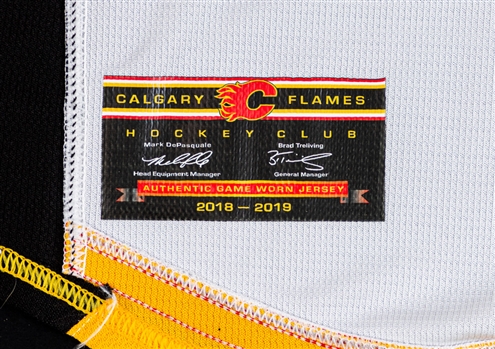 CALGARY C FLAMES
HOCKEY CLUB
Mark DePasquale Brad Treliving
Head Equipment Manager General Manager
AUTHENTIC GAME WORN JERSEY
2018 — 2019